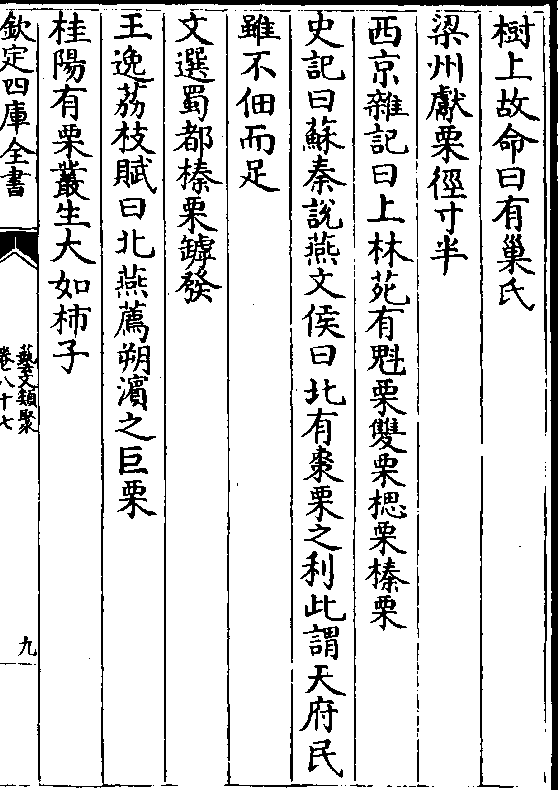 樹上故命曰有巢氏
梁州獻栗徑寸半
西京雜記曰上林苑有魁栗雙栗榛栗
史記曰蘇秦説燕文侯曰北有棗栗之利此謂天府民
雖不佃而足
文選蜀都榛栗罅發
王逸荔枝賦曰北燕薦朔濱之巨栗
桂陽有栗叢生大如柿子
欽定四庫全書
藝文類聚
卷八十七
九